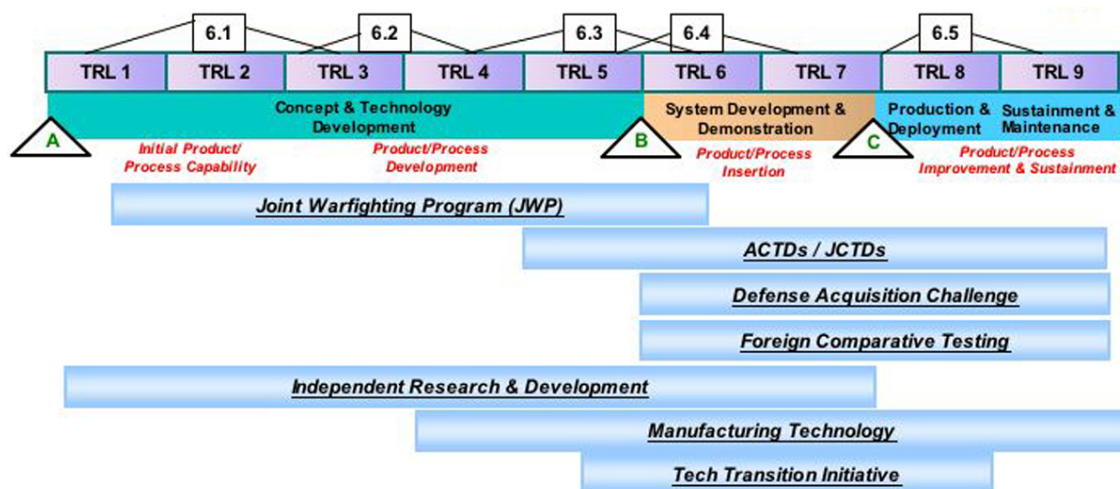 6.1 6.2 6.3 6.4 6.5
TRL 1 TRL 2 TRL 3 TRL 4 TRL 5 TRL 6 TRL 7 TRL 8 TRL 9
Concept & Technology
Development
System Development &
Demonstration
Production &
Deployment
Sustainment &
Maintenance
A B C
Initial Product/
Process Capability
Product/Process
Development
Product/Process
Insertion
Product/Process
Improvement & Sustainment
Joint Warfighting Program (JWP)
ACTDs / JCTDs
Defense Acquisition Challenge
Foreign Comparative Testing
Independent Research & Development
Manufacturing Technology
Tech Transition Initiative